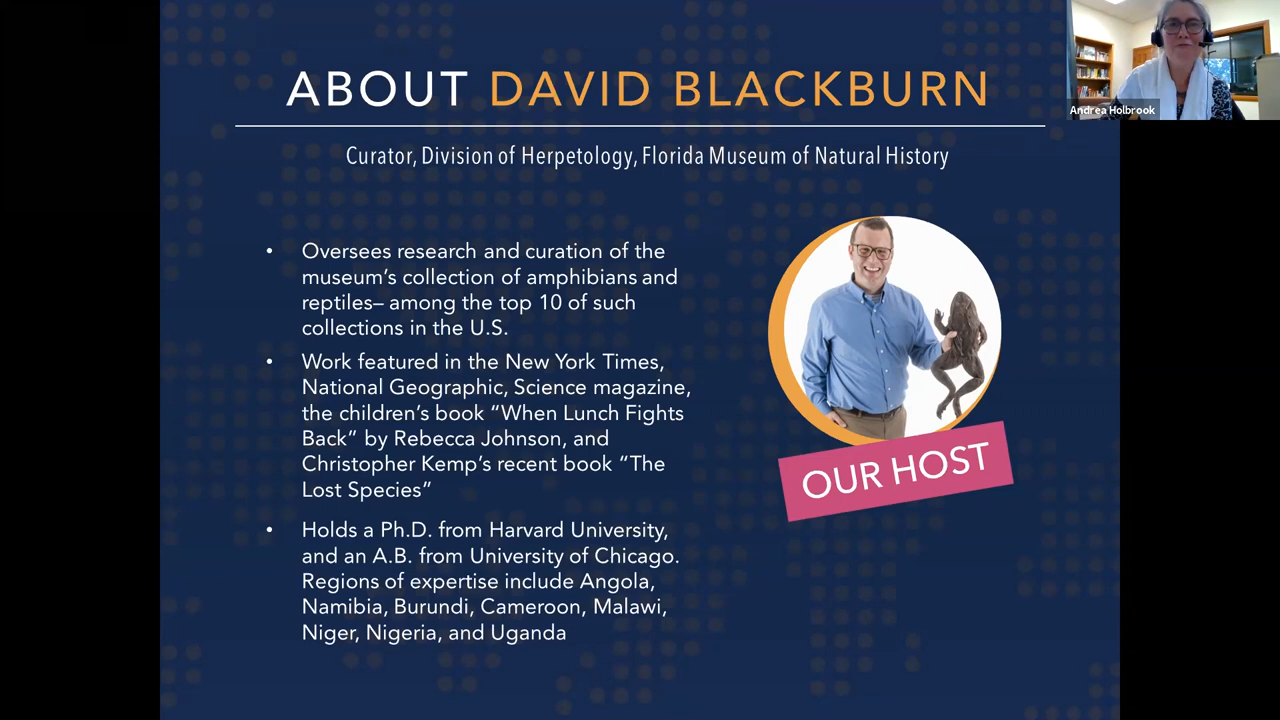 ABOUT DAVID BLACKBURN
Andrea Holbrook
Curator, Division of Herpetology, Florida Museum of Natural History
• Oversees research and curation of the
museum’s collection of amphibians and
reptiles– among the top 10 of such
collections in the U.S.
• Work featured in the New York Times,
National Geographic, Science magazine,
the children’s book “When Lunch Fights
Back” by Rebecca Johnson, and
Christopher Kemp’s recent book “The
Lost Species”
• Holds a Ph.D. from Harvard University,
and an A.B. from University of Chicago.
Regions of expertise include Angola,
Namibia, Burundi, Cameroon, Malawi,
Niger, Nigeria, and Uganda
OUR HOST